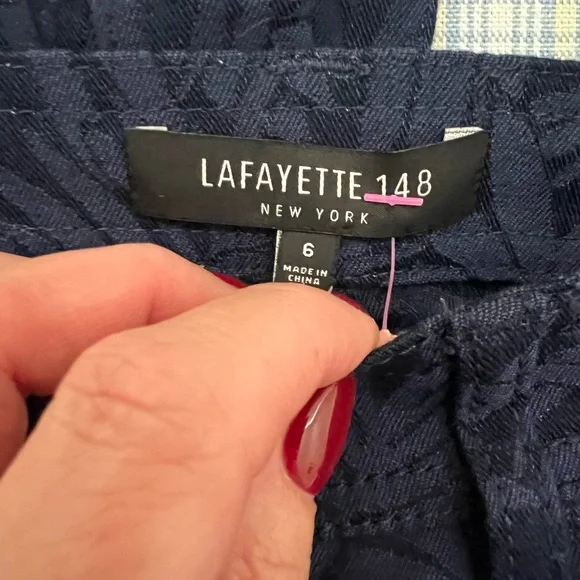 LAFAYETTE 148
NEW YORK
6
MADE IN
CHINA